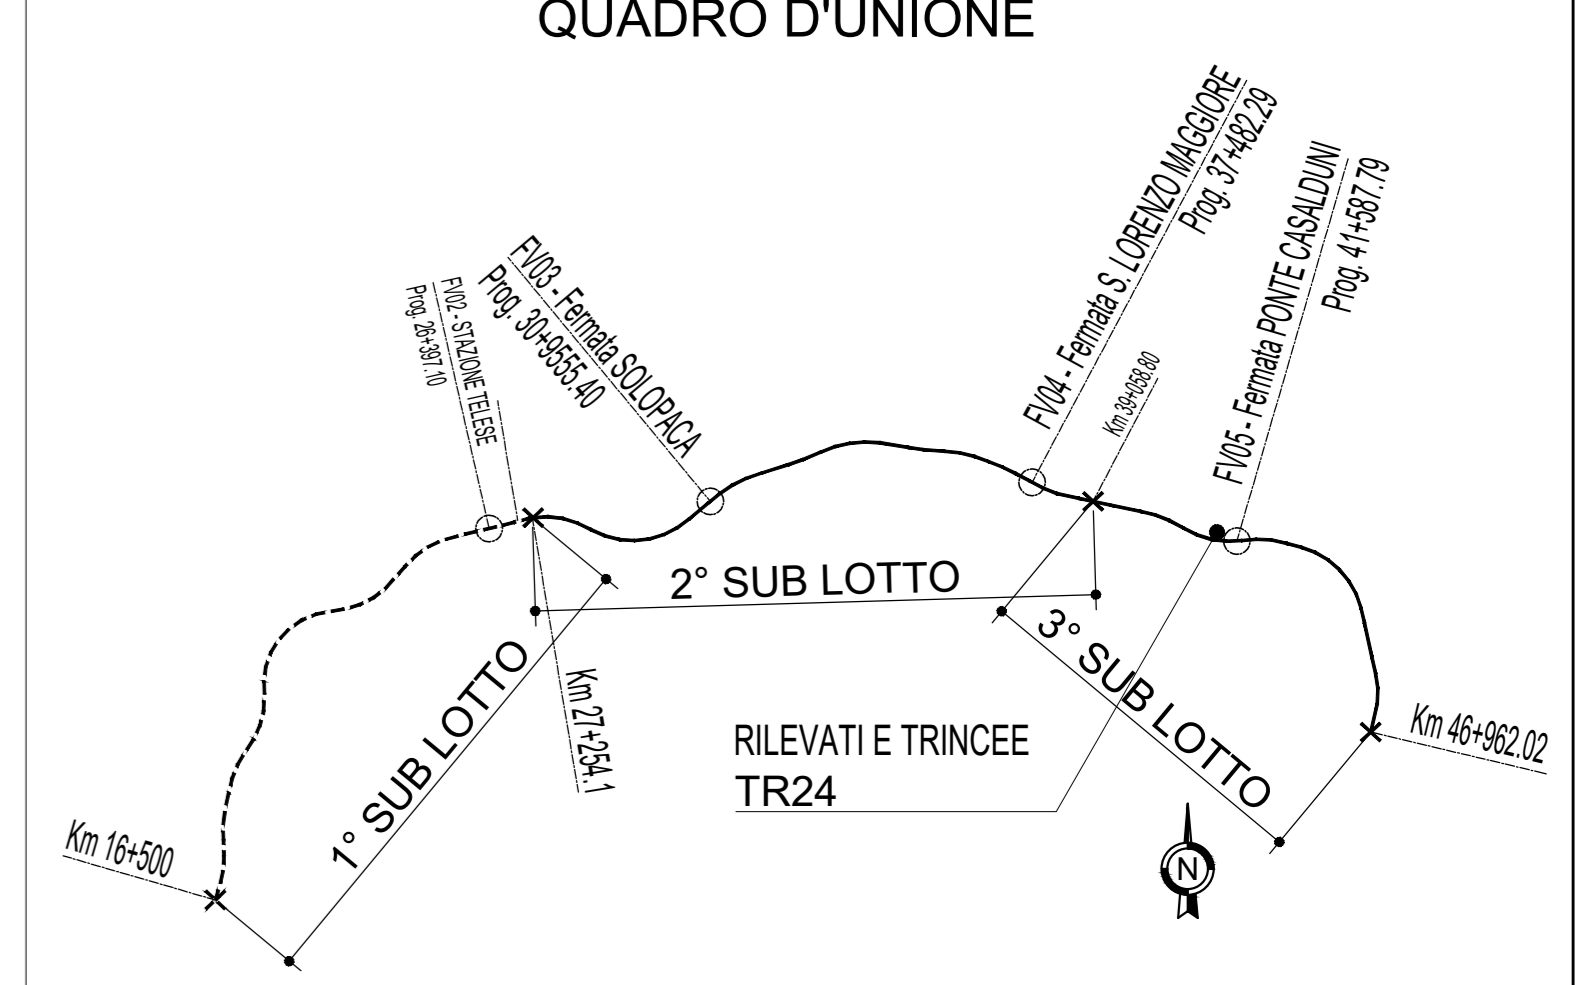 QUADRO D'UNIONE
FV02 - STAZIONE TELESE
Prog. 26+397.10
FV03 - Fermata SOLOPACA
Prog. 30+9555.40
FV04 - Fermata S. LORENZO MAGGIORE
Prog. 37+482.29
Km 39+058.80
FV05 - Fermata PONTE CASALDUNI
Prog. 41+587.79
2° SUB LOTTO
1° SUB LOTTO
3° SUB LOTTO
Km 27+254.1
RILEVATI E TRINCEE
TR24
Km 46+962.02
Km 16+500
N